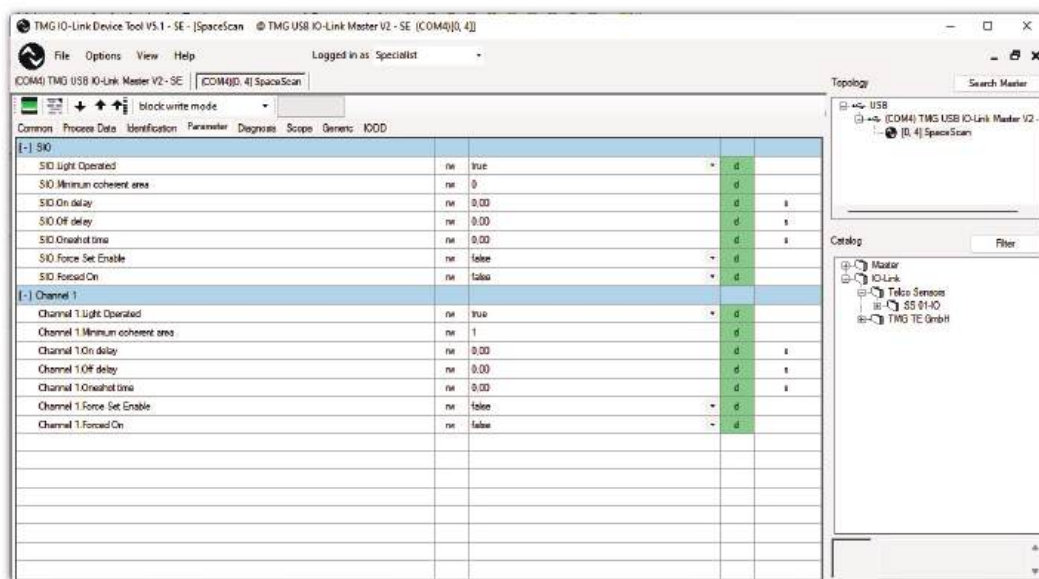 TMG IO-Link Device Tool V5.1 - SE - [SpaceScan @ TMG USB IO-Link Master V2 - SE (COM4)[0, 4]]
File Options View Help Logged in as Specialist
(COM4) TMG USB IO-Link Master V2 - SE (COM4)[0, 4] SpaceScan
block write mode
Common Process Data Identification Parameter Diagnosis Scope Generic IODD
[-] SIO
SIO.Light Operated rw true d
SIO.Minimum coherent area rw 0 d
SIO.On delay rw 0,00 d s
SIO.Off delay rw 0.00 d s
SIO.Oneshot time rw 0,00 d s
SIO.Force Set Enable rw false d
SIO.Forced On rw false d
[-] Channel 1
Channel 1.Light Operated rw true d
Channel 1.Minimum coherent area rw 1 d
Channel 1.On delay rw 0,00 d s
Channel 1.Off delay rw 0.00 d s
Channel 1.Oneshot time rw 0,00 d s
Channel 1.Force Set Enable rw false d
Channel 1.Forced On rw false d
Topology Search Master
USB
(COM4) TMG USB IO-Link Master V2 -
[0, 4] SpaceScan
Catalog Filter
Master
IO-Link
Telco Sensors
SS 01-IO
TMG TE GmbH